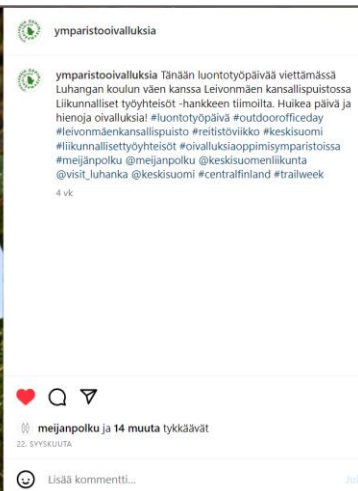 ymparistooivalluksia
ymparistooivalluksia Tänään luontotyöpäivää viettämässä
Luhangan koulun väen kanssa Leivonmäen kansallispuistossa
Liikunnalliset työyhteisöt -hankkeen tiimoilta. Huikea päivä ja
hienoja oivalluksia! #luontotyöpäivä #outdoorofficeday
#leivonmäenkansallispuisto #reitistöviikko #keskisuomi
#liikunnallisettyöyhteisöt #oivalluksiaoppimisymparistoissa
#meijänpolku @meijanpolku @keskisuomenliikunta
@visit_luhanka @keskisuomi #centralfinland #trailweek
4 vk
meijanpolku ja 14 muuta tykkäävät
22. SYYSKUUTA
Lisää kommentti...